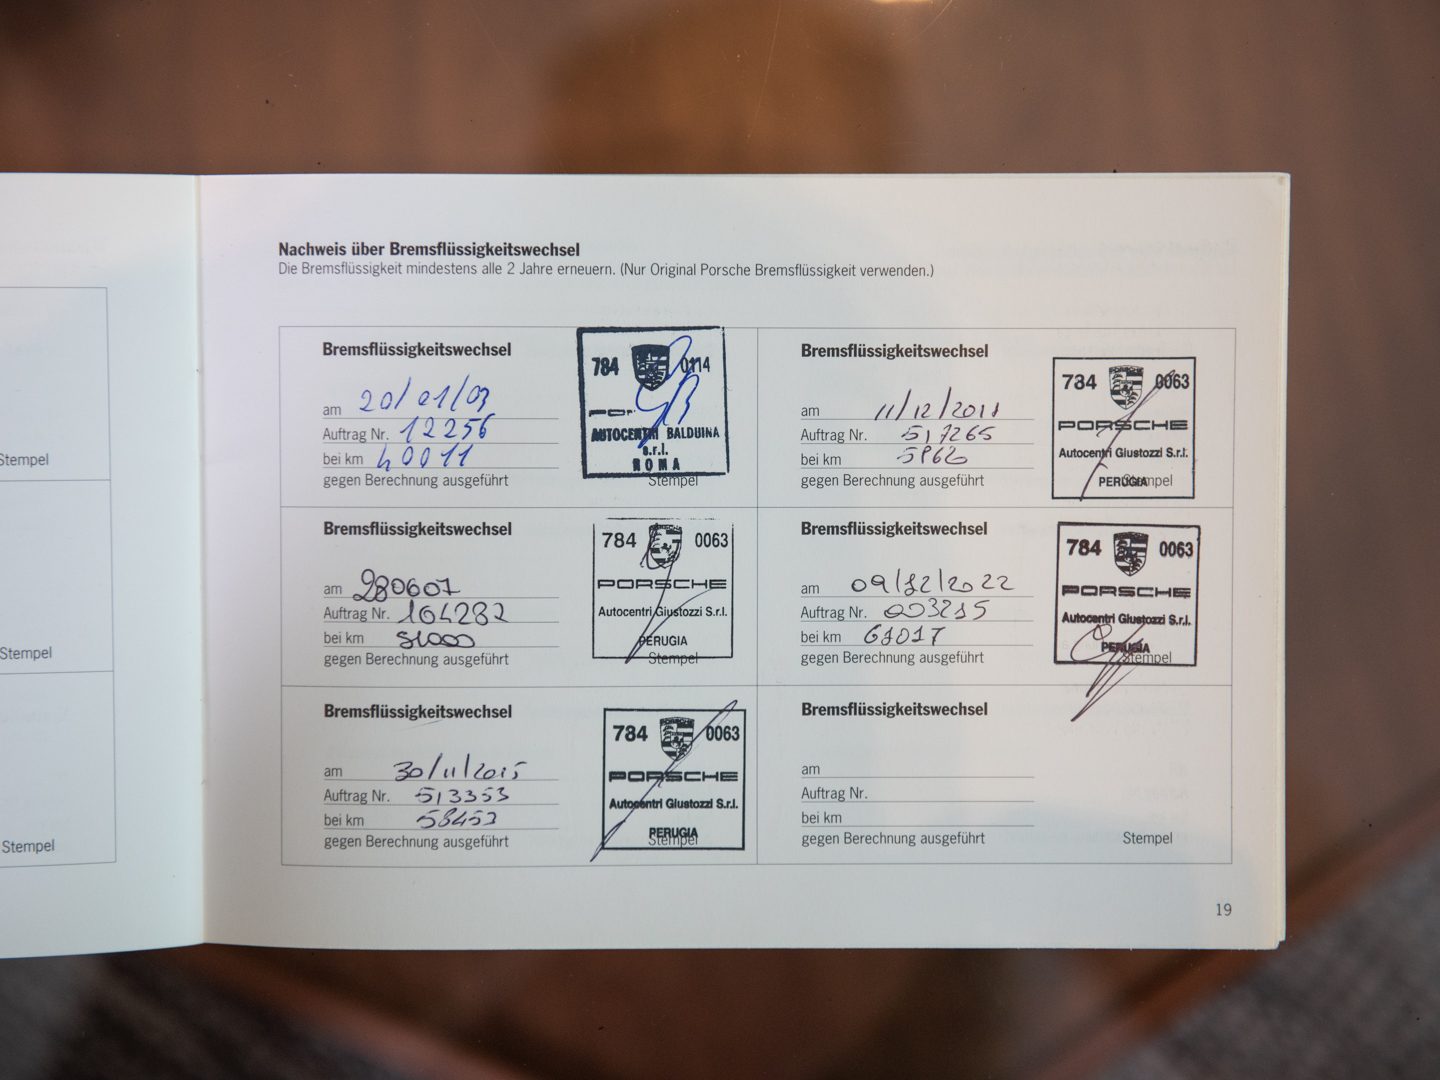 Stempel
Stempel
Stempel
Nachweis über Bremsflüssigkeitswechsel
Die Bremsflüssigkeit mindestens alle 2 Jahre erneuern. (Nur Original Porsche Bremsflüssigkeit verwenden.)
Bremsflüssigkeitswechsel
am 20/01/03
Auftrag Nr. 12256
bei km 40011
gegen Berechnung ausgeführt
784 0114
AUTOCENTRI BALDUINA
s.r.l.
ROMA
Stempel
Bremsflüssigkeitswechsel
am 280607
Auftrag Nr. 104282
bei km 51000
gegen Berechnung ausgeführt
784 0063
PORSCHE
Autocentri Giustozzi S.r.l.
PERUGIA
Stempel
Bremsflüssigkeitswechsel
am 30/11/2015
Auftrag Nr. 513353
bei km
gegen Berechnung ausgeführt
PORSCHE
784 0063
PORSCHE
Autocentri Giustozzi S.r.l.
PERUGIA
Stempel
Bremsflüssigkeitswechsel
am 11/12/2011
Auftrag Nr. 517265
bei km
gegen Berechnung ausgeführt
784 0063
PORSCHE
Autocentri Giustozzi S.r.l.
PERUGIA
Stempel
Bremsflüssigkeitswechsel
am 09/12/2022
Auftrag Nr. 003215
bei km 61017
gegen Berechnung ausgeführt
784 0063
PORSCHE
Autocentri Giustozzi S.r.l.
PERUGIA
Stempel
Bremsflüssigkeitswechsel
am
Auftrag Nr.
bei km
gegen Berechnung ausgeführt
Stempel
19